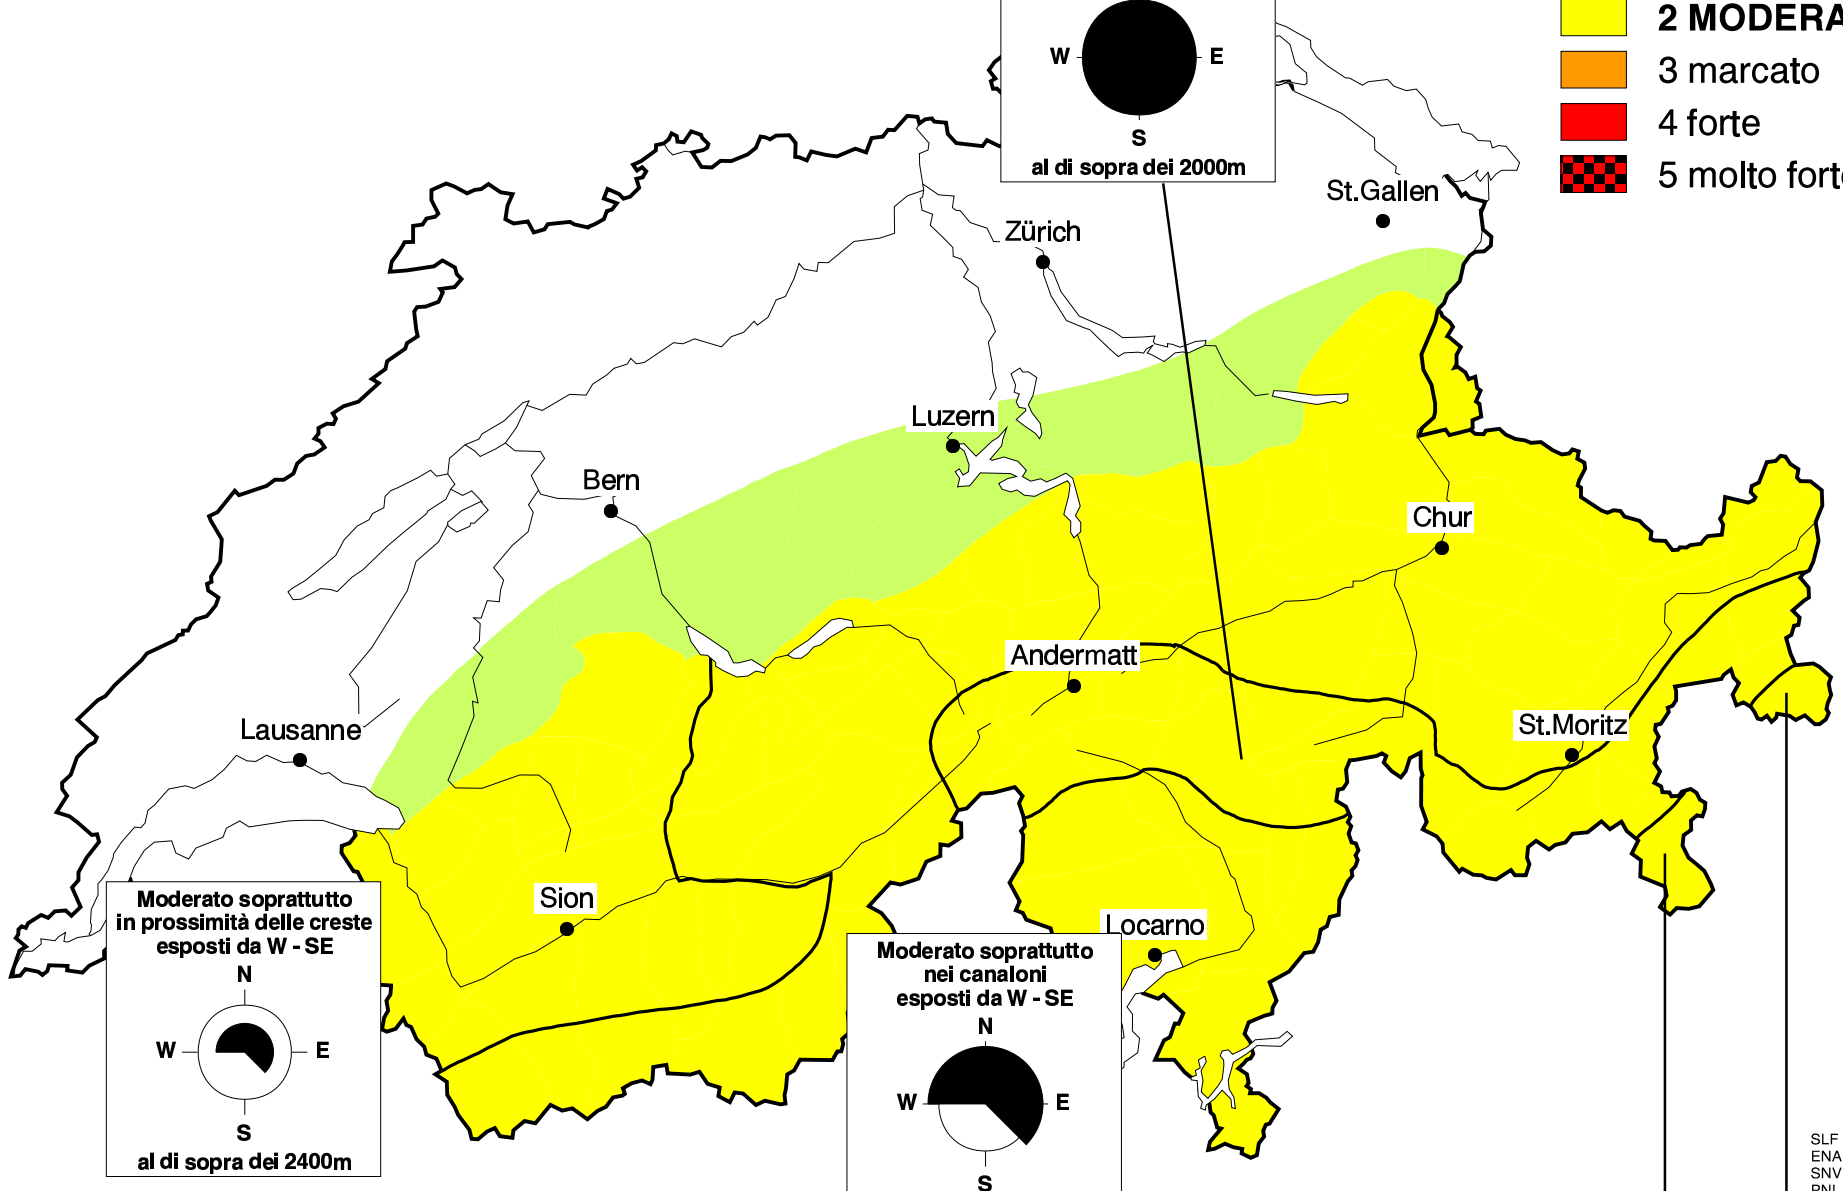 2 MODERA
3 marcato
4 forte
5 molto forte
W E
S
al di sopra dei 2000m
St.Gallen
Zürich
Luzern
Bern
Chur
Andermatt
Lausanne
St.Moritz
Sion
Locarno
Moderato soprattutto
in prossimità delle creste
esposti da W - SE
N
W E
S
al di sopra dei 2400m
Moderato soprattutto
nei canaloni
esposti da W - SE
N
W E
S
SLF
ENA
SNV